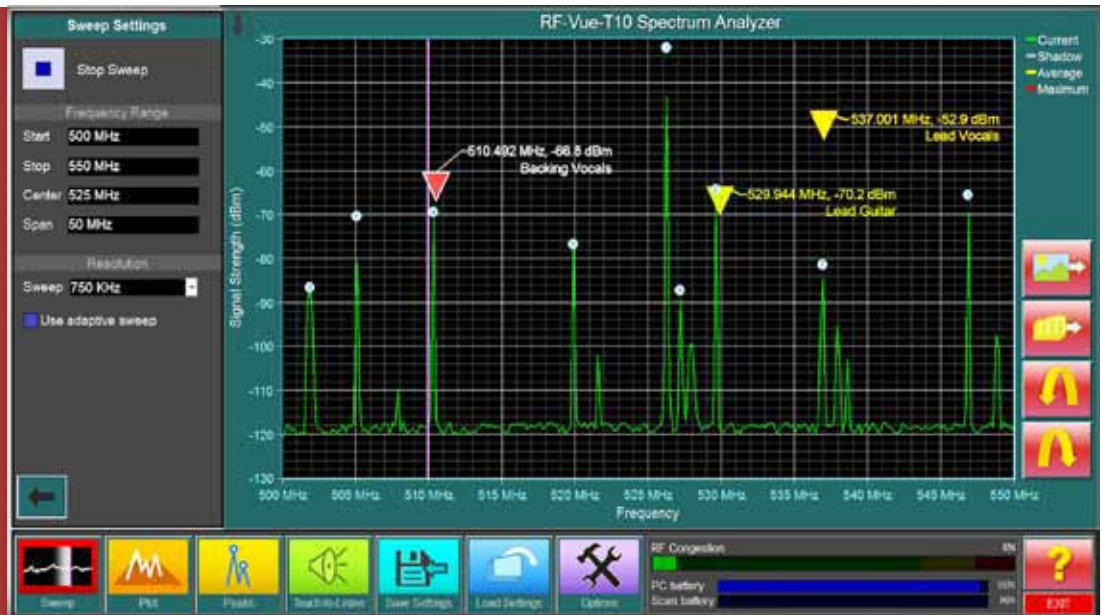 Sweep Settings
Stop Sweep
Frequency Range
Start 500 MHz
Stop 550 MHz
Center 525 MHz
Span 50 MHz
Resolution
Sweep 750 KHz
Use adaptive sweep
RF-Vue-T10 Spectrum Analyzer
Current
Shadow
Average
Maximum
Signal Strength (dBm)
-30
-40
-50
-60
-70
-80
-90
-100
-110
-120
-130
537.001 MHz, -52.9 dBm
Lead Vocals
510.492 MHz, -66.8 dBm
Backing Vocals
529.944 MHz, -70.2 dBm
Lead Guitar
500 MHz 505 MHz 510 MHz 515 MHz 520 MHz 525 MHz 530 MHz 535 MHz 540 MHz 545 MHz 550 MHz
Frequency
Sweep
Plot
Peaks
Touch-to-Listen
Save Settings
Load Settings
Options
RF Congestion
PC battery
Scan battery
?
EXIT